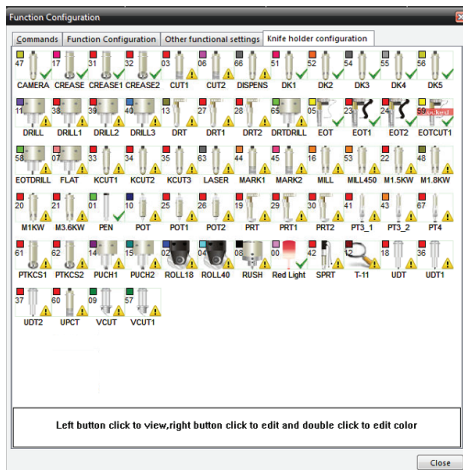 Function Configuration
Commands Function Configuration Other functional settings Knife holder configuration
47 17 31 32 03 06 66 51 52 54 55 56
CAMERA CREASE CREASE1 CREASE2 CUT1 CUT2 DISPENS DK1 DK2 DK3 DK4 DK5
11 38 39 40 13 27 28 65 05 23 24 59
DRILL DRILL1 DRILL2 DRILL3 DRT DRT1 DRT2 DRTDRILL EOT EOT1 EOT2 EOTCUT1
58 07 33 34 35 63 44 45 16 53 22 48
EOTDRILL FLAT KCUT1 KCUT2 KCUT3 LASER MARK1 MARK2 MILL MILL450 M1.5KW M1.8KW
20 21 01 10 25 26 19 29 30 41 43 67
M1KW M3.6KW PEN POT POT1 POT2 PRT PRT1 PRT2 PT3_1 PT3_2 PT4
61 62 14 15 02 04 08 00 42 12 18 36
PTKCS1 PTKCS2 PUCH1 PUCH2 ROLL18 ROLL40 RUSH Red Light SPRT T-11 UDT UDT1
37 60 09 57
UDT2 UPCT VCUT VCUT1
Left button click to view,right button click to edit and double click to edit color
Close